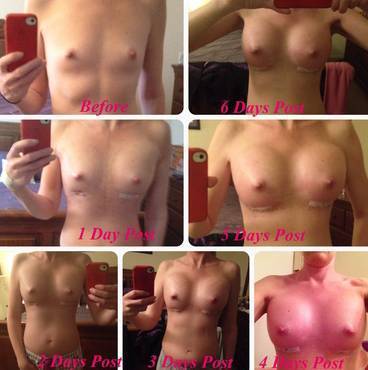 Before
6 Days Post
1 Day Post
5 Days Post
2 Days Post
3 Days Post
4 Days Post